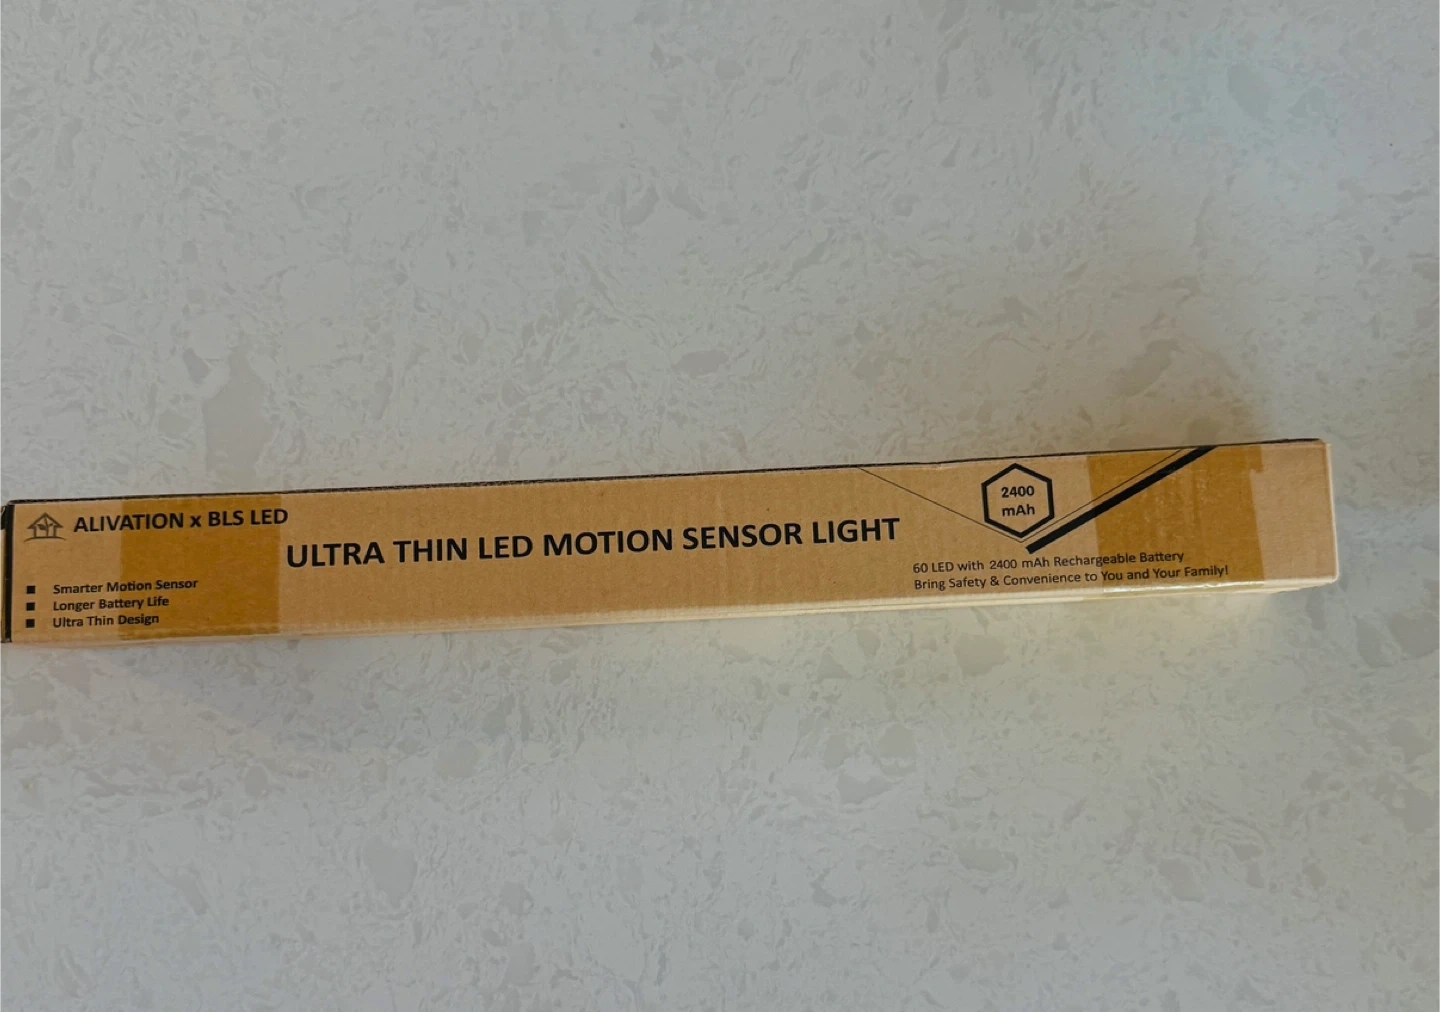 ALIVATION x BLS LED
ULTRA THIN LED MOTION SENSOR LIGHT
■ Smarter Motion Sensor
■ Longer Battery Life
■ Ultra Thin Design
2400
mAh
60 LED with 2400 mAh Rechargeable Battery
Bring Safety & Convenience to You and Your Family!